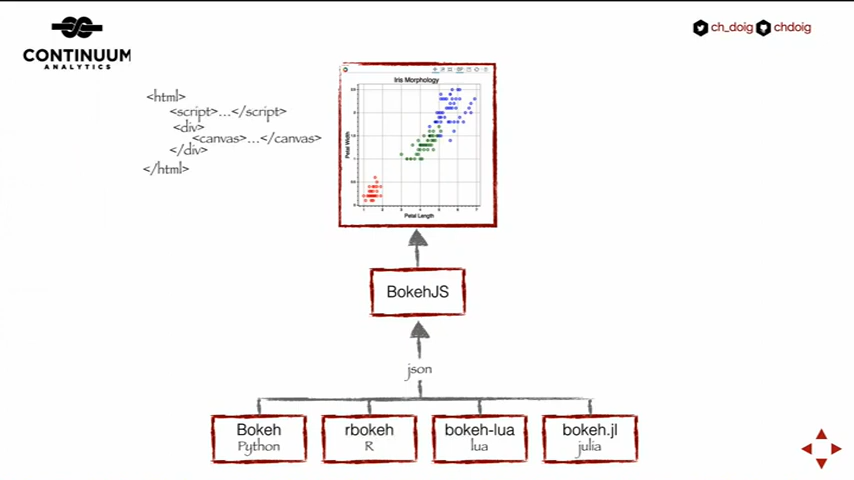 CONTINUUM
ANALYTICS
ch_doig chdoig
<html>
<script>...</script>
<div>
<canvas>...</canvas>
</div>
</html>
Iris Morphology
Petal Width
Petal Length
BokehJS
json
Bokeh
Python
rbokeh
R
bokeh-lua
lua
bokeh.jl
julia